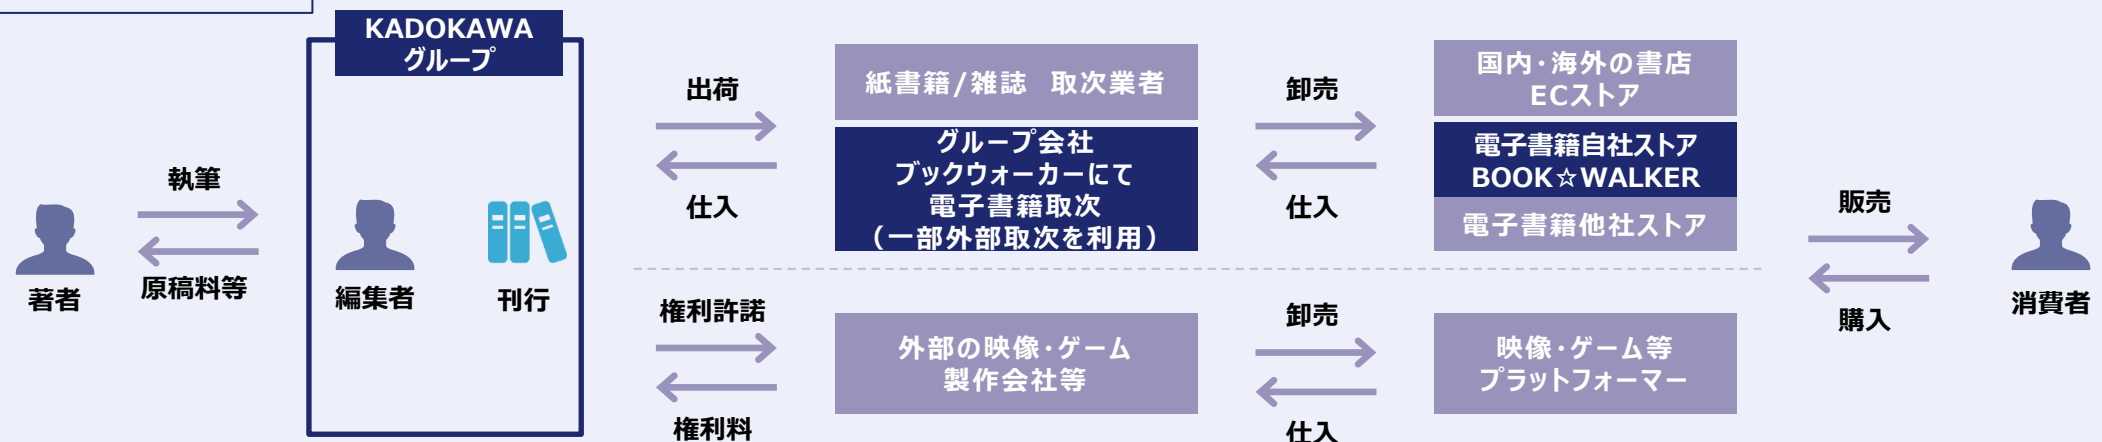 KADOKAWA
グループ
著者
執筆
原稿料等
編集者
刊行
出荷
仕入
紙書籍/雑誌 取次業者
グループ会社
ブックウォーカーにて
電子書籍取次
（一部外部取次を利用）
卸売
仕入
国内・海外の書店
ECストア
電子書籍自社ストア
BOOK☆WALKER
電子書籍他社ストア
権利許諾
権利料
外部の映像・ゲーム
製作会社等
卸売
仕入
映像・ゲーム等
プラットフォーマー
販売
購入
消費者